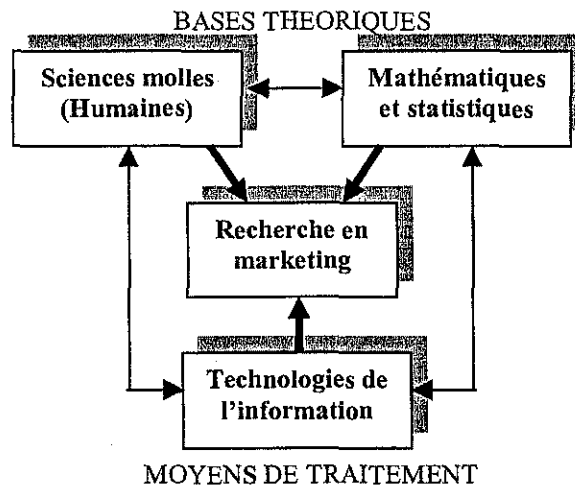 BASES THEORIQUES
Sciences molles
(Humaines)
Mathématiques
et statistiques
Recherche en
marketing
Technologies de
l'information
MOYENS DE TRAITEMENT